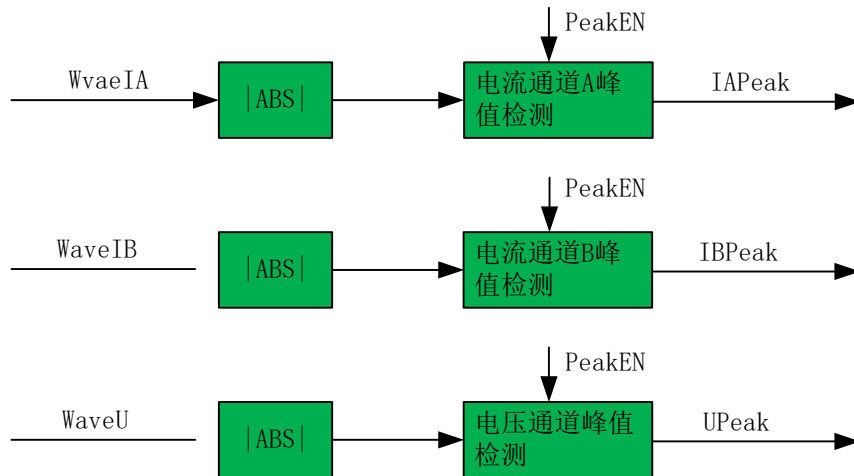 PeakEN
WvaeIA
|ABS|
电流通道A峰
值检测
IAPeak
PeakEN
WaveIB
|ABS|
电流通道B峰
值检测
IBPeak
PeakEN
WaveU
|ABS|
电压通道峰值
检测
UPeak